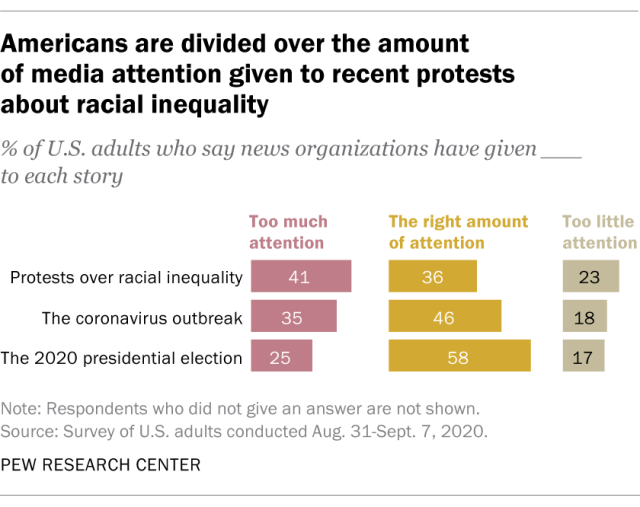 Americans are divided over the amount
of media attention given to recent protests
about racial inequality
% of U.S. adults who say news organizations have given ___
to each story
Too much attention
The right amount of attention
Too little attention
Protests over racial inequality 41 36 23
The coronavirus outbreak 35 46 18
The 2020 presidential election 25 58 17
Note: Respondents who did not give an answer are not shown.
Source: Survey of U.S. adults conducted Aug. 31-Sept. 7, 2020.
PEW RESEARCH CENTER